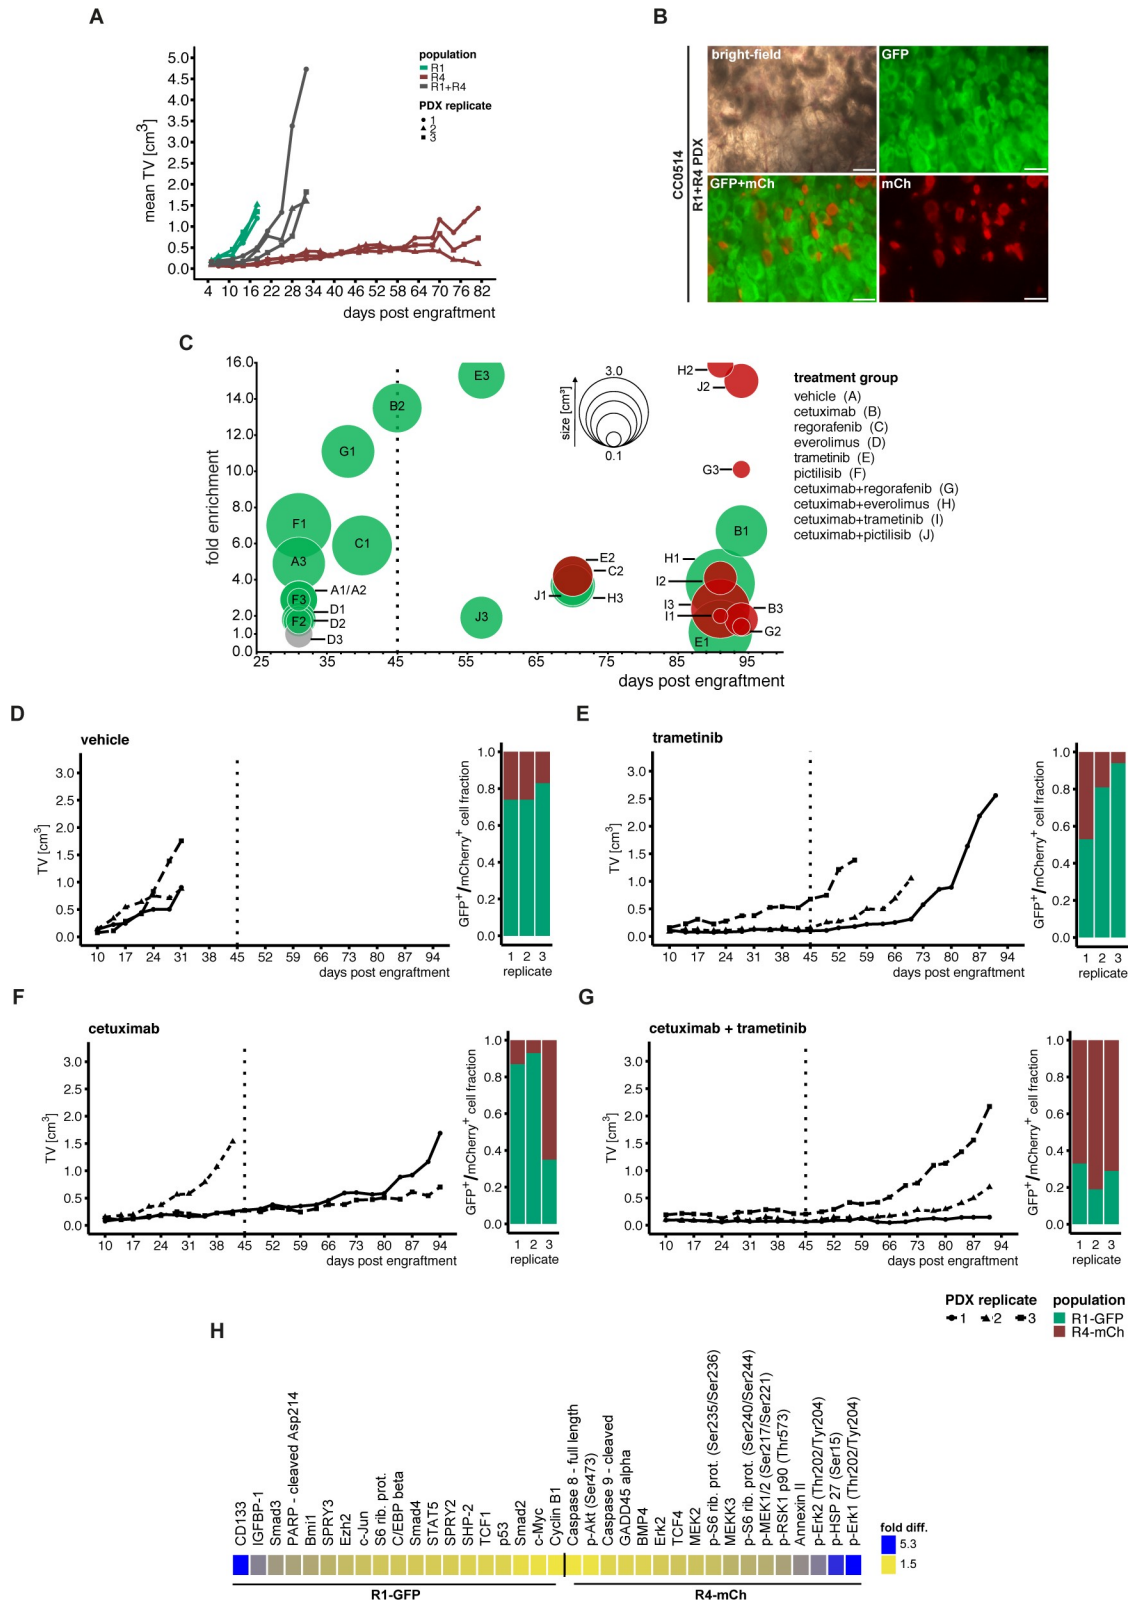 A
mean TV [cm³]
5.0
4.5
4.0
3.5
3.0
2.5
2.0
1.5
1.0
0.5
0.0
4 10 16 22 28 34 40 46 52 58 64 70 76 82
days post engraftment
population
R1
R4
R1+R4
PDX replicate
1
2
3
B
CC0514
R1+R4 PDX
bright-field
GFP
GFP+mCh
mCh
C
fold enrichment
16.0
14.0
12.0
10.0
8.0
6.0
4.0
2.0
1.0
0.0
25 35 45 55 65 75 85 95
days post engraftment
size [cm³]
3.0
0.1
E3
B2
G1
F1
C1
A3
F3
A1/A2
D1
F2
D2
D3
J3
E2
C2
J1
H3
H2
J2
G3
B1
H1
I2
I3
I1
B3
G2
E1
treatment group
vehicle (A)
cetuximab (B)
regorafenib (C)
everolimus (D)
trametinib (E)
pictilisib (F)
cetuximab+regorafenib (G)
cetuximab+everolimus (H)
cetuximab+trametinib (I)
cetuximab+pictilisib (J)
D
vehicle
TV [cm³]
3.0
2.5
2.0
1.5
1.0
0.5
0.0
10 17 24 31 38 45 52 59 66 73 80 87 94
days post engraftment
GFP⁺/mCherry⁺ cell fraction
1.0
0.8
0.6
0.4
0.2
0.0
1 2 3
replicate
E
trametinib
TV [cm³]
3.0
2.5
2.0
1.5
1.0
0.5
0.0
10 17 24 31 38 45 52 59 66 73 80 87 94
days post engraftment
GFP⁺/mCherry⁺ cell fraction
1.0
0.8
0.6
0.4
0.2
0.0
1 2 3
replicate
F
cetuximab
TV [cm³]
3.0
2.5
2.0
1.5
1.0
0.5
0.0
10 17 24 31 38 45 52 59 66 73 80 87 94
days post engraftment
GFP⁺/mCherry⁺ cell fraction
1.0
0.8
0.6
0.4
0.2
0.0
1 2 3
replicate
G
cetuximab + trametinib
TV [cm³]
3.0
2.5
2.0
1.5
1.0
0.5
0.0
10 17 24 31 38 45 52 59 66 73 80 87 94
days post engraftment
GFP⁺/mCherry⁺ cell fraction
1.0
0.8
0.6
0.4
0.2
0.0
1 2 3
replicate
PDX replicate
1 2 3
population
R1-GFP
R4-mCh
H
CD133
IGFBP-1
Smad3
PARP - cleaved Asp214
Bmi1
SPRY3
Ezh2
c-Jun
S6 rib. prot.
C/EBP beta
Smad4
STAT5
SPRY2
SHP-2
TCF1
p53
Smad2
c-Myc
Cyclin B1
Caspase 8 - full length
p-Akt (Ser473)
Caspase 9 - cleaved
GADD45 alpha
BMP4
Erk2
TCF4
MEK2
p-S6 rib. prot. (Ser235/Ser236)
MEKK3
p-S6 rib. prot. (Ser240/Ser244)
p-MEK1/2 (Ser217/Ser221)
p-RSK1 p90 (Thr573)
Annexin II
p-Erk2 (Thr202/Tyr204)
p-HSP 27 (Ser15)
p-Erk1 (Thr202/Tyr204)
R1-GFP
R4-mCh
fold diff.
5.3
1.5